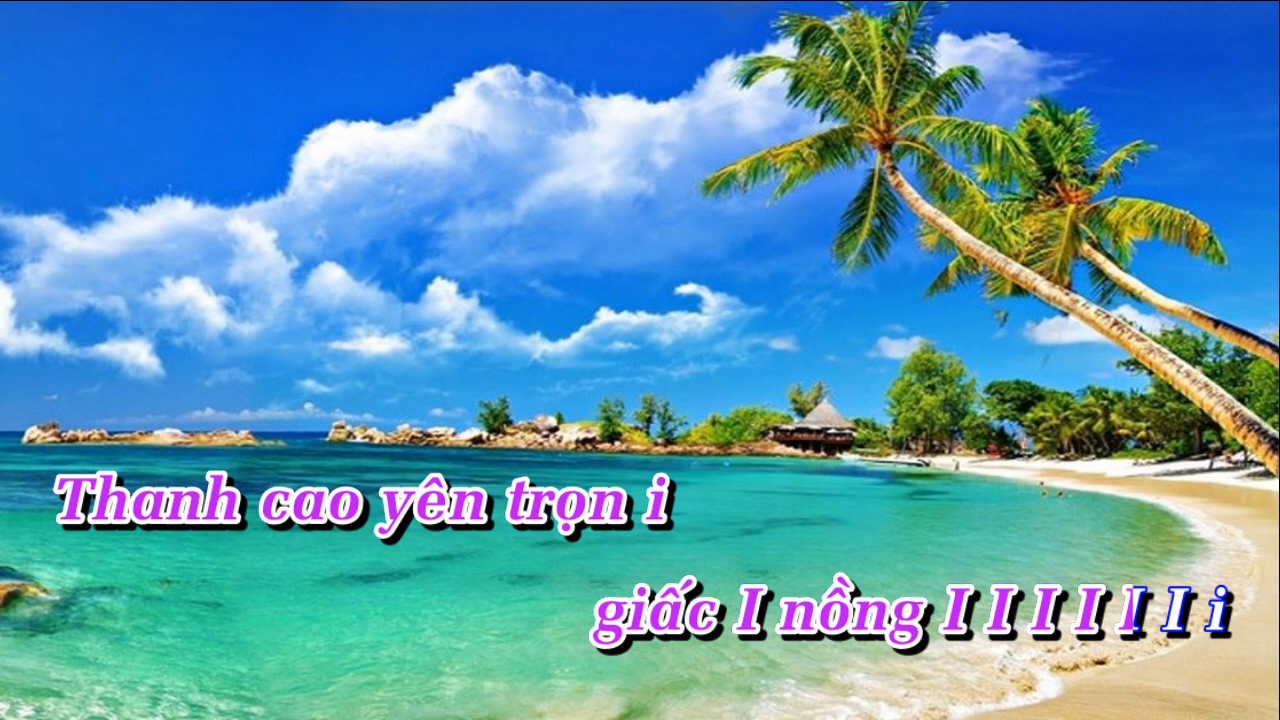 Thanh cao yên trọn i
giấc I nồng I I I I I I i